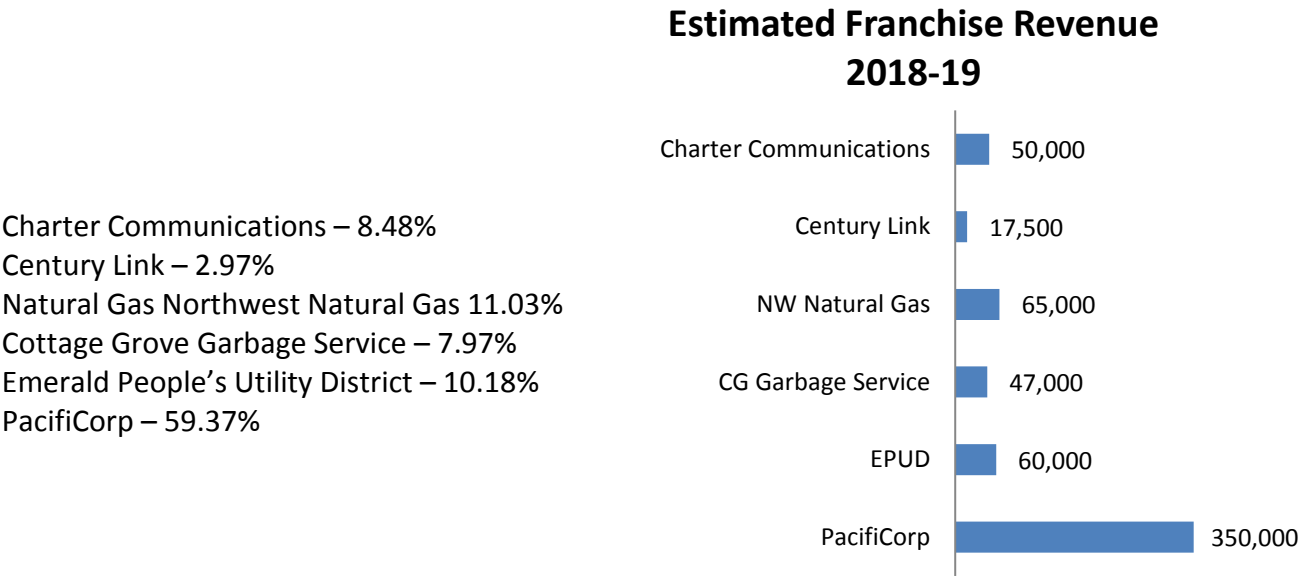 Estimated Franchise Revenue
2018-19
Charter Communications – 8.48%
Century Link – 2.97%
Natural Gas Northwest Natural Gas 11.03%
Cottage Grove Garbage Service – 7.97%
Emerald People’s Utility District – 10.18%
PacifiCorp – 59.37%
Charter Communications 50,000
Century Link 17,500
NW Natural Gas 65,000
CG Garbage Service 47,000
EPUD 60,000
PacifiCorp 350,000